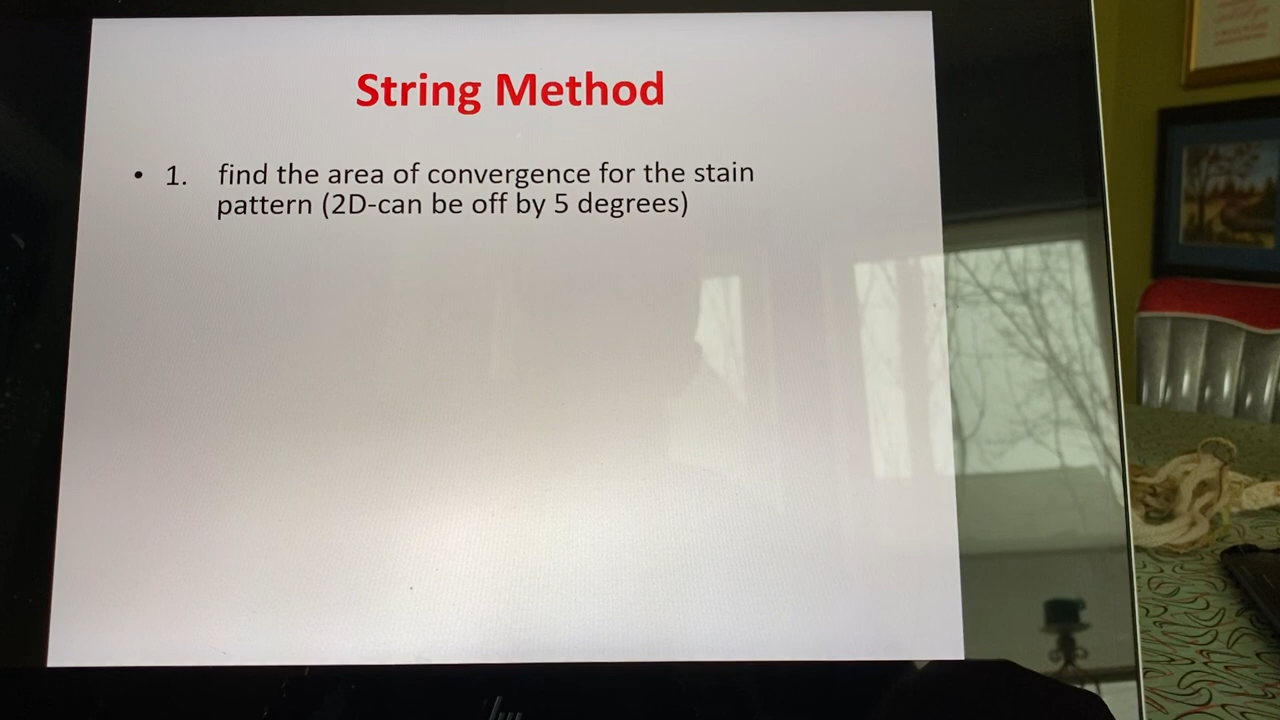 String Method
• 1. find the area of convergence for the stain
pattern (2D-can be off by 5 degrees)
hp